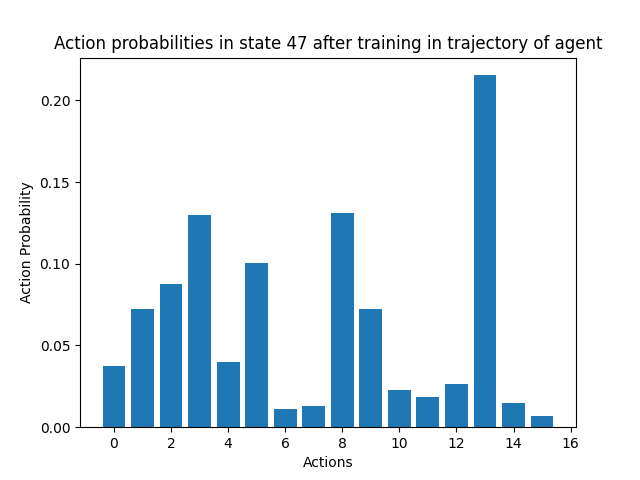 Action probabilities in state 47 after training in trajectory of agent
0.20
0.15
0.10
0.05
0.00
Action Probability
0 2 4 6 8 10 12 14 16
Actions